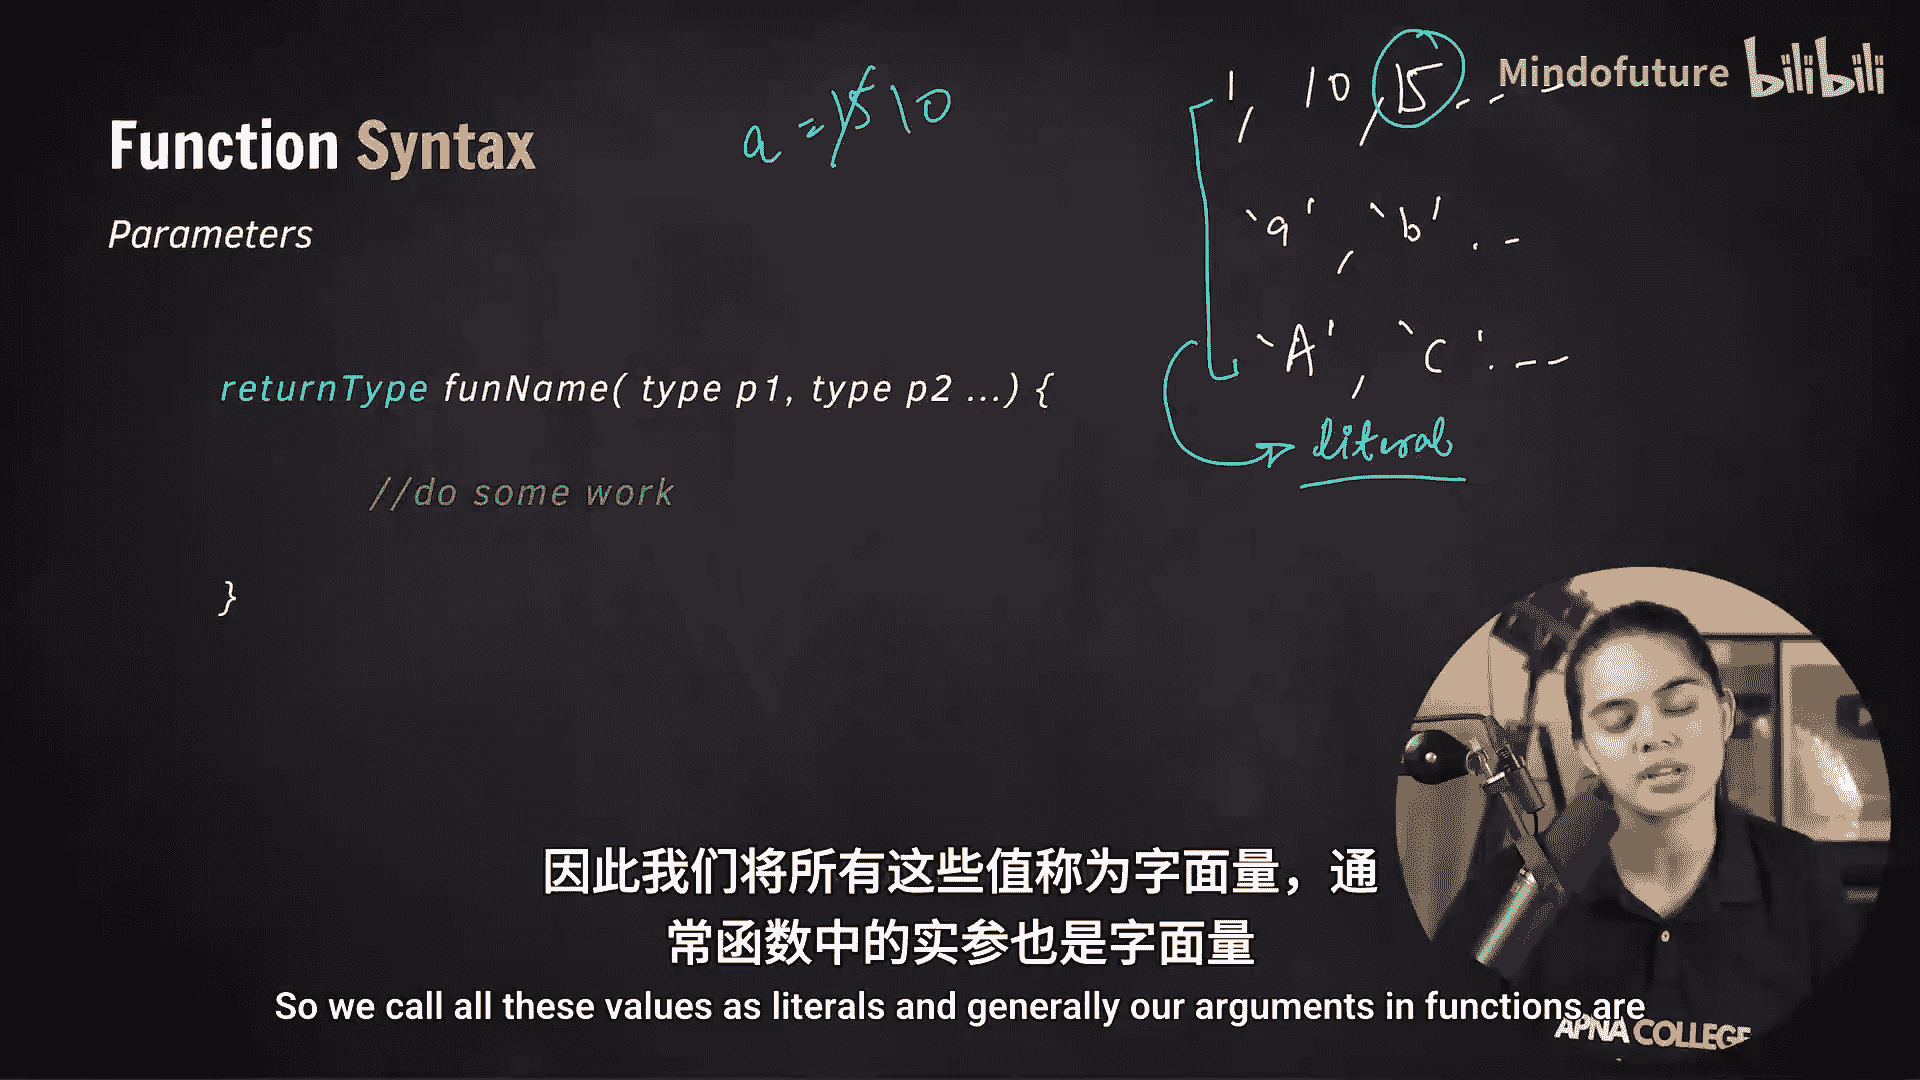 Mindofuture bilibili
a = 15 10
1, 10, 15 - - -
Function Syntax
Parameters
'a', 'b' . -
'A', 'C' . - -
returnType funName( type p1, type p2 ...) {
literal
//do some work
}
因此我们将所有这些值称为字面量，通
常函数中的实参也是字面量
So we call all these values as literals and generally our arguments in functions are
APNA COLLEGE